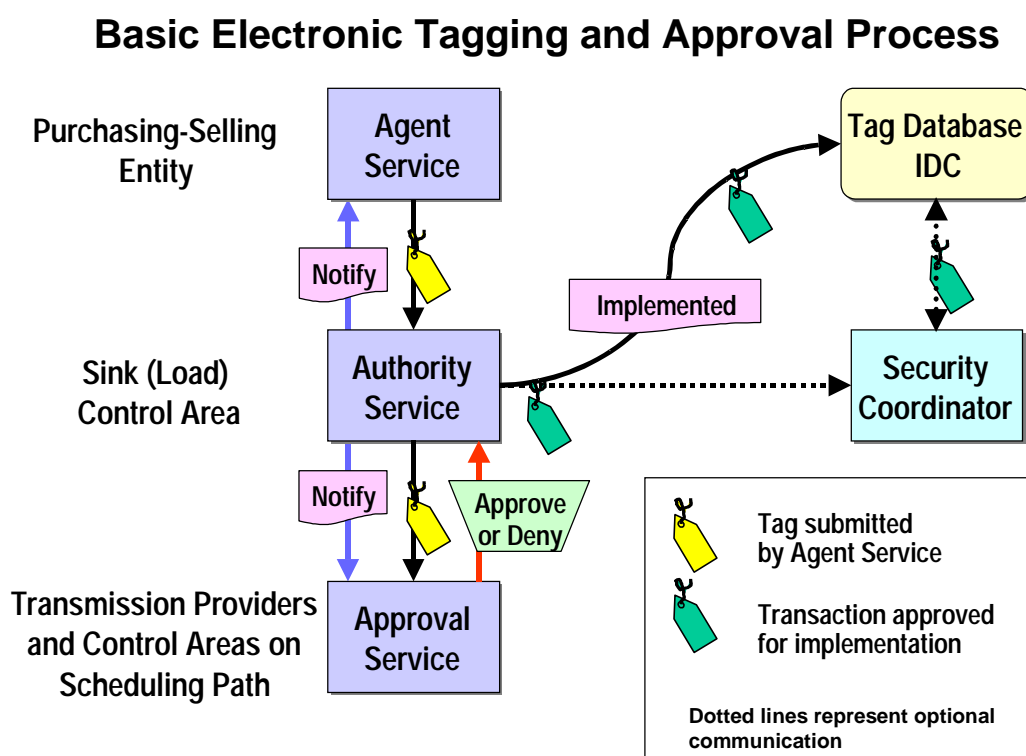 Basic Electronic Tagging and Approval Process
Purchasing-Selling
Entity
Agent
Service
Tag Database
IDC
Notify
Implemented
Sink (Load)
Control Area
Authority
Service
Security
Coordinator
Notify
Approve
or Deny
Transmission Providers
and Control Areas on
Scheduling Path
Approval
Service
Tag submitted
by Agent Service
Transaction approved
for implementation
Dotted lines represent optional
communication